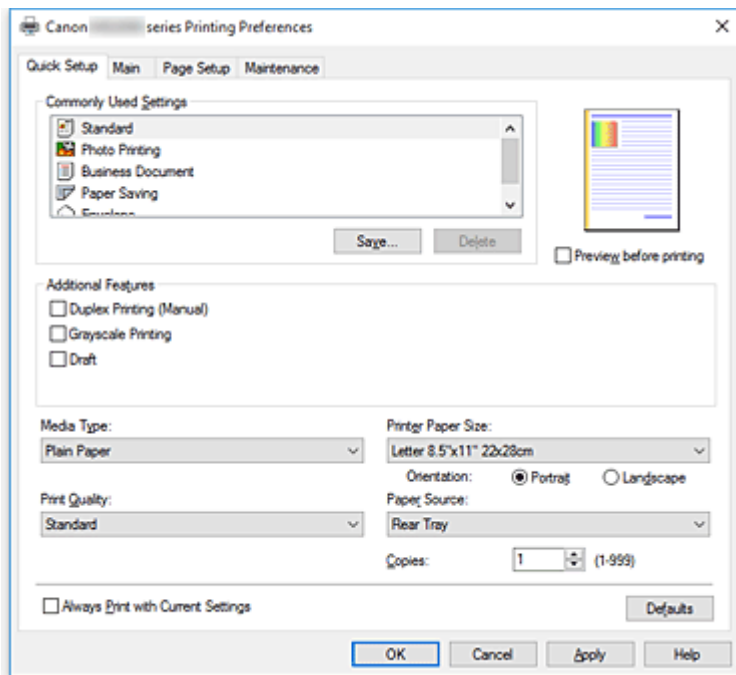 Canon series Printing Preferences
Quick Setup Main Page Setup Maintenance
Commonly Used Settings
Standard
Photo Printing
Business Document
Paper Saving
Envelope
Save... Delete
Preview before printing
Additional Features
Duplex Printing (Manual)
Grayscale Printing
Draft
Media Type: Printer Paper Size:
Plain Paper Letter 8.5"x11" 22x28cm
Orientation: Portrait Landscape
Print Quality: Paper Source:
Standard Rear Tray
Copies: 1 (1-999)
Always Print with Current Settings Defaults
OK Cancel Apply Help